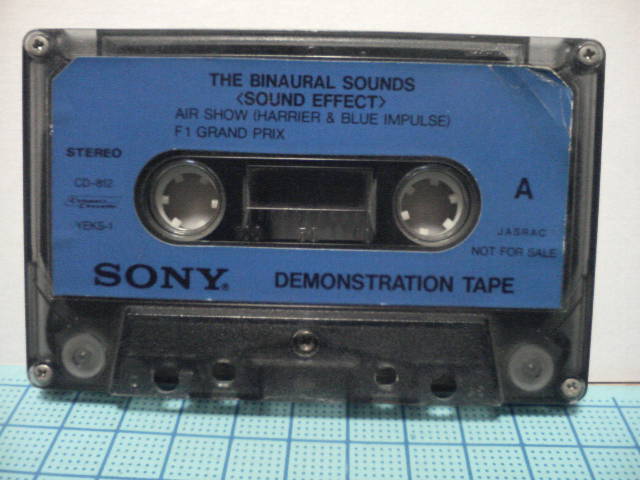 THE BINAURAL SOUNDS
<SOUND EFFECT>
AIR SHOW (HARRIER & BLUE IMPULSE)
F1 GRAND PRIX
STEREO
CD-812
YEKS-1
A
JASRAC
NOT FOR SALE
SONY®
DEMONSTRATION TAPE